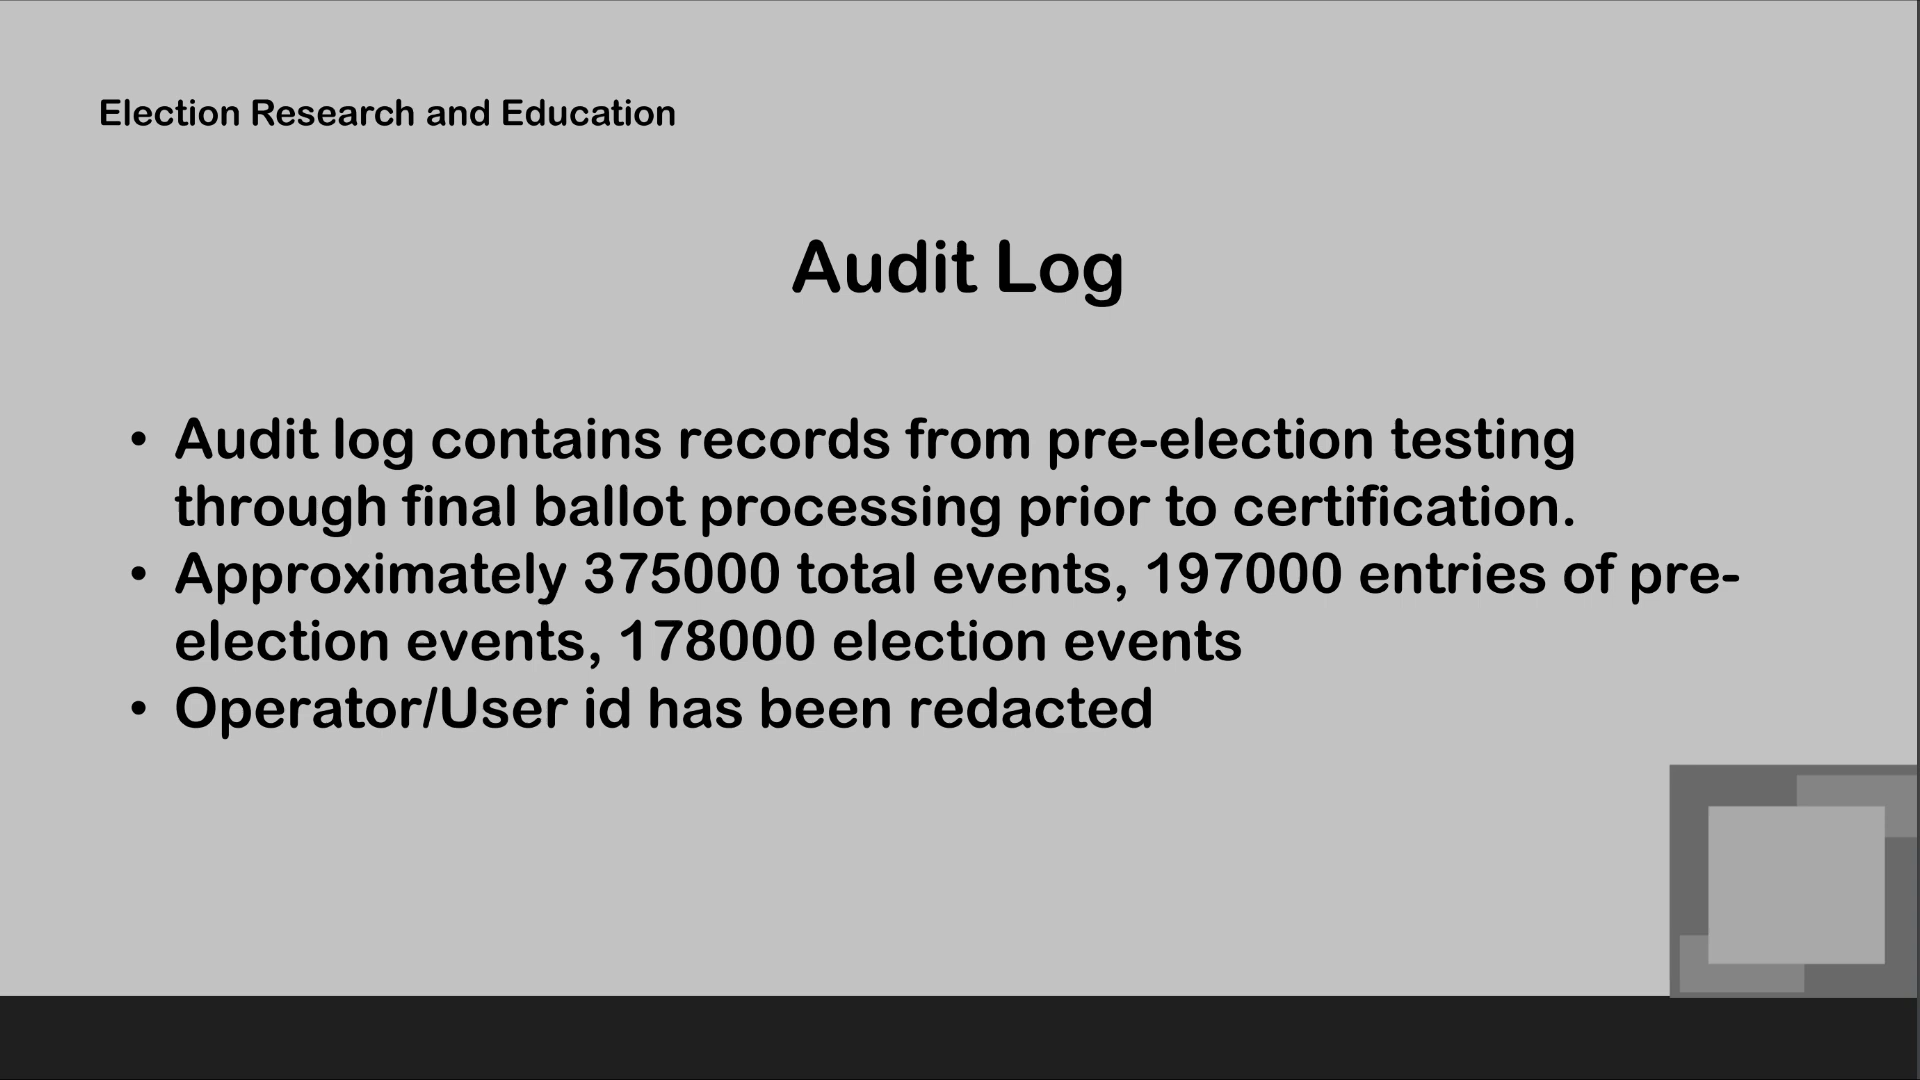 Election Research and Education
Audit Log
• Audit log contains records from pre-election testing
through final ballot processing prior to certification.
• Approximately 375000 total events, 197000 entries of pre-
election events, 178000 election events
• Operator/User id has been redacted